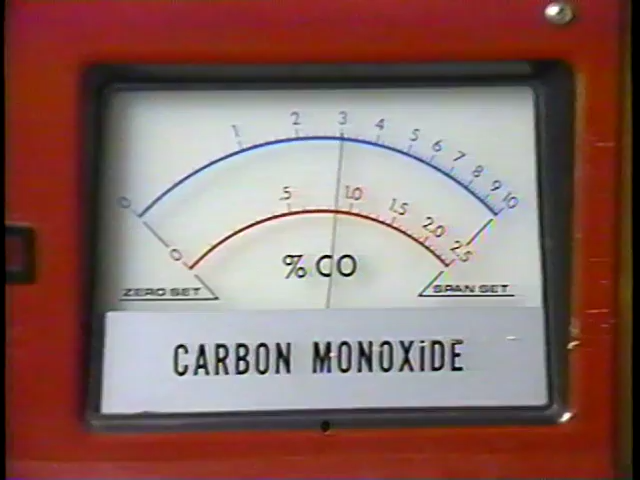 0 1 2 3 4 5 6 7 8 9 10
0 .5 1.0 1.5 2.0 2.5
% CO
ZERO SET SPAN SET
CARBON MONOXiDE